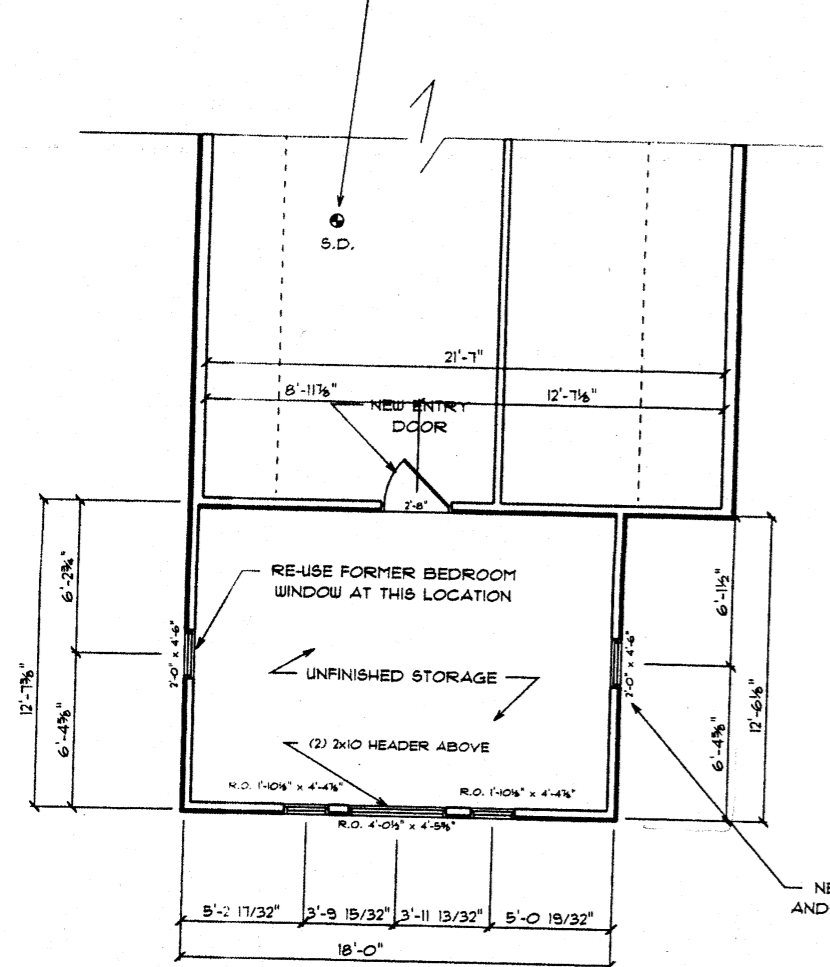 S.D.
21'-7"
8'-11⅞"
12'-7⅛"
NEW ENTRY
DOOR
2'-8"
RE-USE FORMER BEDROOM
WINDOW AT THIS LOCATION
6'-1½"
2'-0" x 4'-6"
2'-0" x 4'-6"
UNFINISHED STORAGE
12'-7⅜"
6'-4⅜"
6'-4⅜"
12'-6⅛"
(2) 2x10 HEADER ABOVE
R.O. 1'-10⅛" x 4'-4⅞"
R.O. 1'-10⅛" x 4'-4⅞"
R.O. 4'-0½" x 4'-5⅜"
NE
AND
5'-2 17/32"
3'-9 15/32"
3'-11 13/32"
5'-0 19/32"
18'-0"